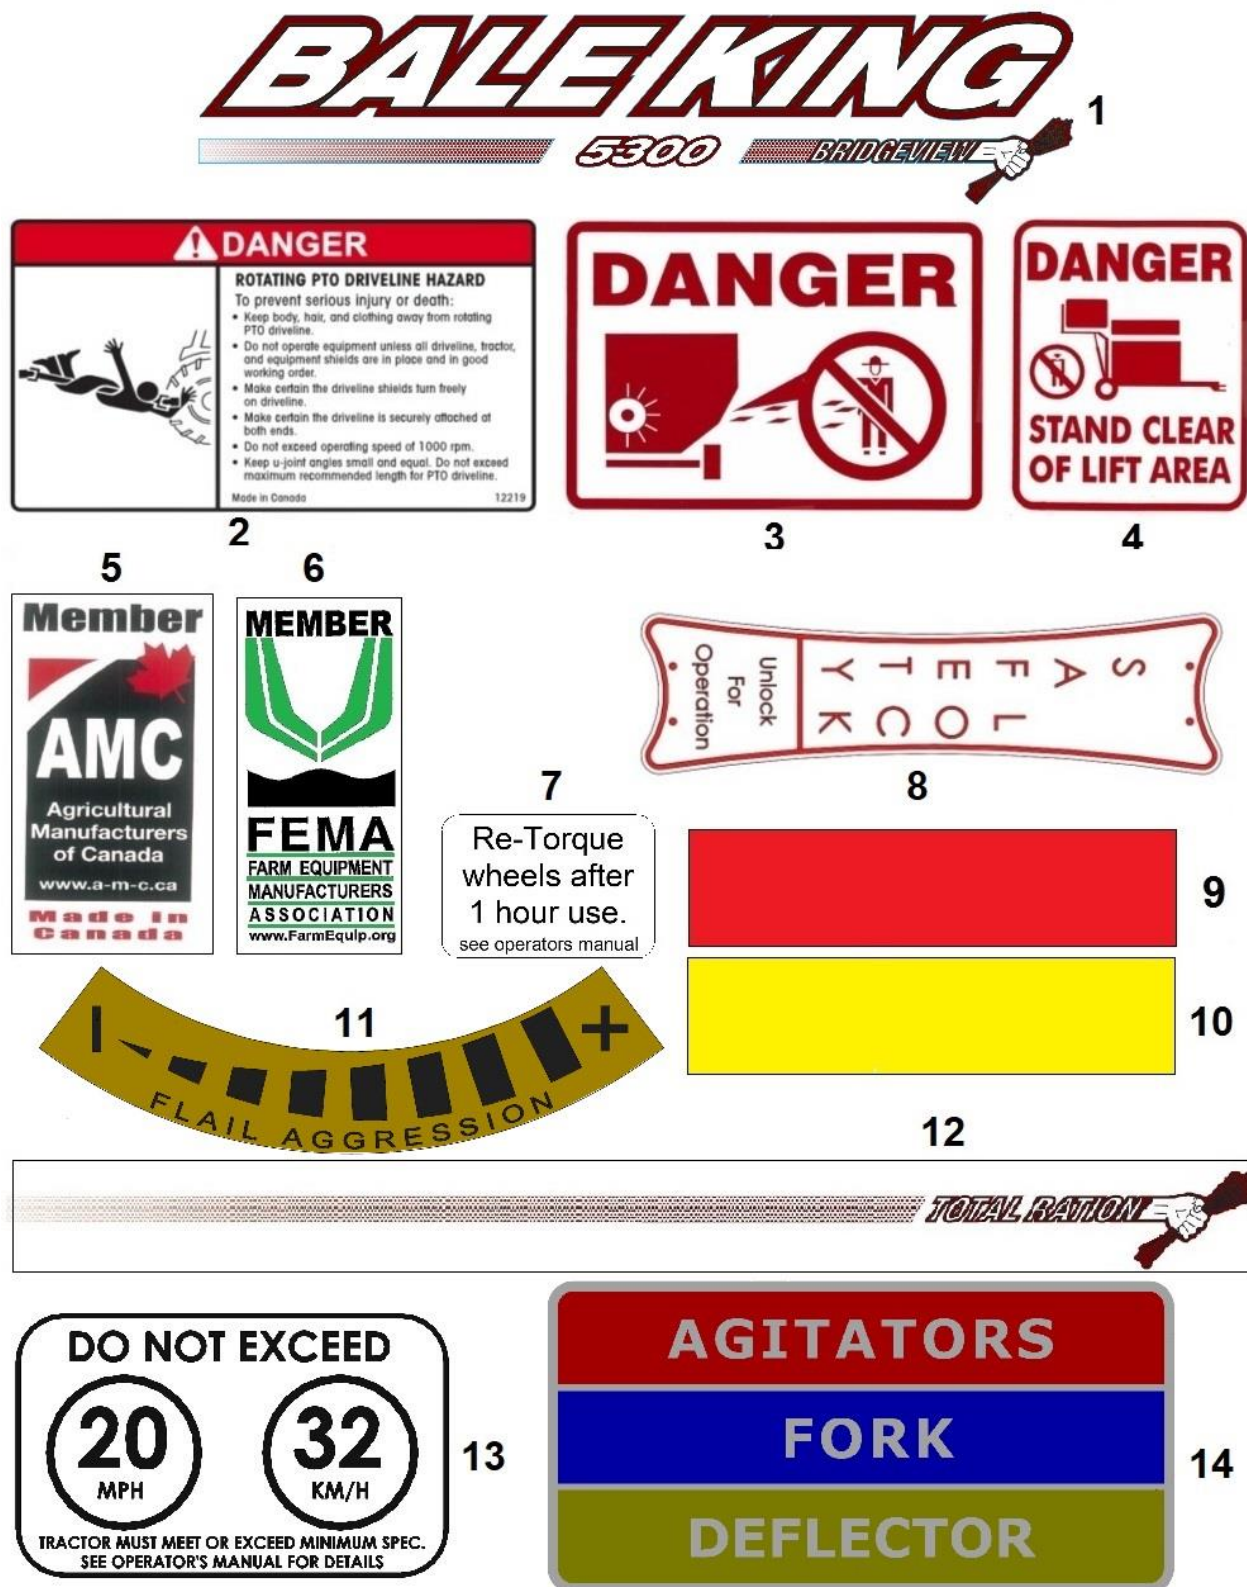 BALE KING
5300 BRIDGEVIEW
1
DANGER
ROTATING PTO DRIVELINE HAZARD
To prevent serious injury or death:
• Keep body, hair, and clothing away from rotating
PTO driveline.
• Do not operate equipment unless all driveline, tractor,
and equipment shields are in place and in good
working order.
• Make certain the driveline shields turn freely
on driveline.
• Make certain the driveline is securely attached at
both ends.
• Do not exceed operating speed of 1000 rpm.
• Keep u-joint angles small and equal. Do not exceed
maximum recommended length for PTO driveline.
Made in Canada 12219
2
DANGER
3
DANGER
STAND CLEAR
OF LIFT AREA
4
5
Member
AMC
Agricultural
Manufacturers
of Canada
www.a-m-c.ca
Made in
Canada
6
MEMBER
FEMA
FARM EQUIPMENT
MANUFACTURERS
ASSOCIATION
www.FarmEquip.org
7
Re-Torque
wheels after
1 hour use.
see operators manual
SAFETY
LOCK
Unlock
For
Operation
8
9
10
11
− +
FLAIL AGGRESSION
12
TOTAL RATION
DO NOT EXCEED
20
MPH
32
KM/H
TRACTOR MUST MEET OR EXCEED MINIMUM SPEC.
SEE OPERATOR'S MANUAL FOR DETAILS
13
AGITATORS
FORK
DEFLECTOR
14